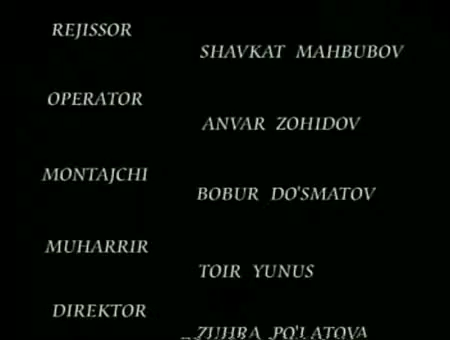 REJISSOR
SHAVKAT MAHBUBOV
OPERATOR
ANVAR ZOHIDOV
MONTAJCHI
BOBUR DO'SMATOV
MUHARRIR
TOIR YUNUS
DIREKTOR
ZUHRA PO'LATOVA